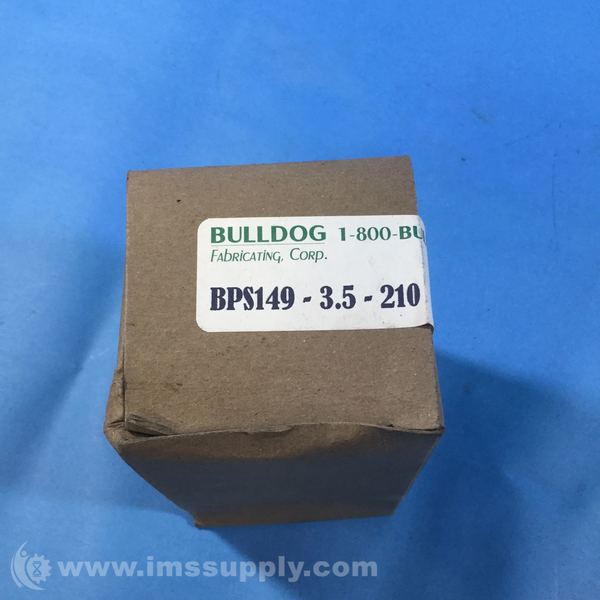 BULLDOG 1-800-BU
Fabricating, Corp.
BPS149 - 3.5 - 210
www.imssupply.com